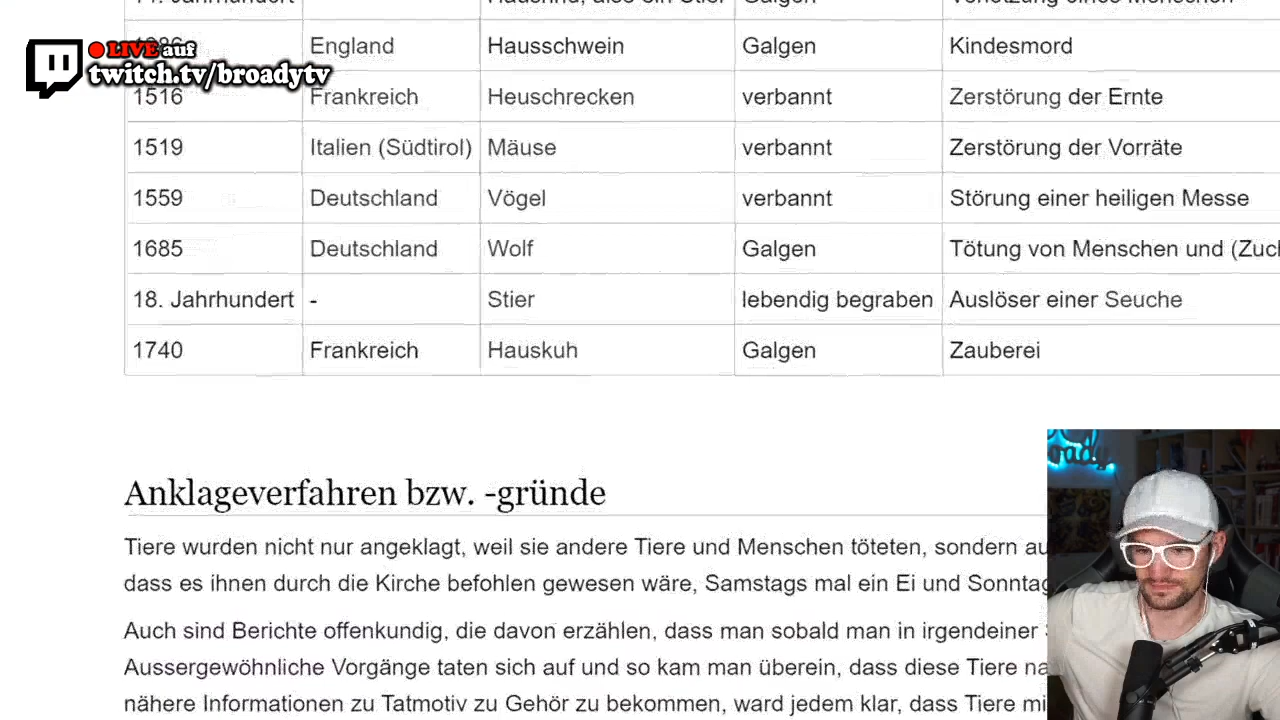 LIVE auf
twitch.tv/broadytv
England Hausschwein Galgen Kindesmord
1516 Frankreich Heuschrecken verbannt Zerstörung der Ernte
1519 Italien (Südtirol) Mäuse verbannt Zerstörung der Vorräte
1559 Deutschland Vögel verbannt Störung einer heiligen Messe
1685 Deutschland Wolf Galgen Tötung von Menschen und
18. Jahrhundert - Stier lebendig begraben Auslöser einer Seuche
1740 Frankreich Hauskuh Galgen Zauberei
Anklageverfahren bzw. -gründe
Tiere wurden nicht nur angeklagt, weil sie andere Tiere und Menschen töteten, sondern
dass es ihnen durch die Kirche befohlen gewesen wäre, Samstags mal ein Ei und
Auch sind Berichte offenkundig, die davon erzählen, dass man sobald man in irgendeiner
Aussergewöhnliche Vorgänge taten sich auf und so kam man überein, dass diese Tiere
nähere Informationen zu Tatmotiv zu Gehör zu bekommen, ward jedem klar, dass Tiere